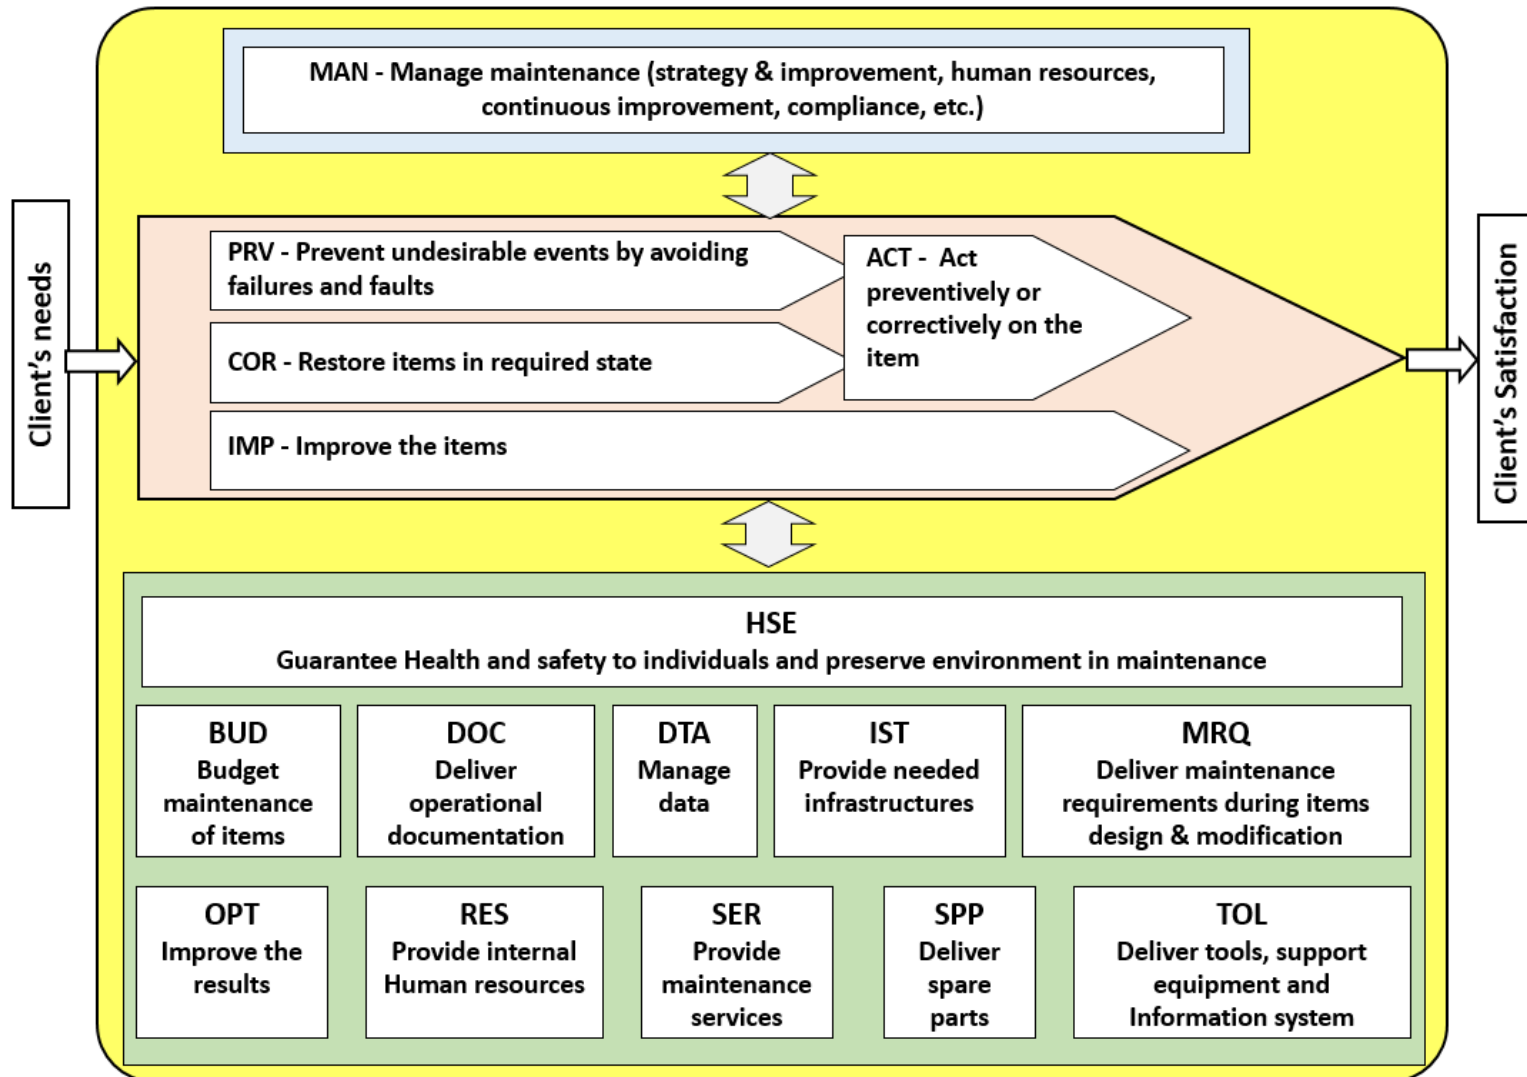 MAN - Manage maintenance (strategy & improvement, human resources,
continuous improvement, compliance, etc.)
Client's needs
PRV - Prevent undesirable events by avoiding
failures and faults
COR - Restore items in required state
IMP - Improve the items
ACT -  Act
preventively or
correctively on the
item
Client's Satisfaction
HSE
Guarantee Health and safety to individuals and preserve environment in maintenance
BUD
Budget
maintenance
of items
DOC
Deliver
operational
documentation
DTA
Manage
data
IST
Provide needed
infrastructures
MRQ
Deliver maintenance
requirements during items
design & modification
OPT
Improve the
results
RES
Provide internal
Human resources
SER
Provide
maintenance
services
SPP
Deliver
spare
parts
TOL
Deliver tools, support
equipment and
Information system